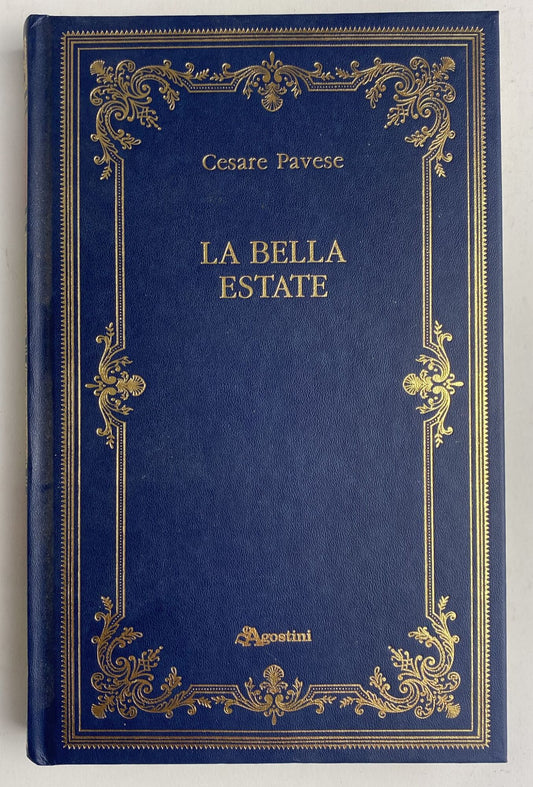 Cesare Pavese
LA BELLA
ESTATE
DeAgostini